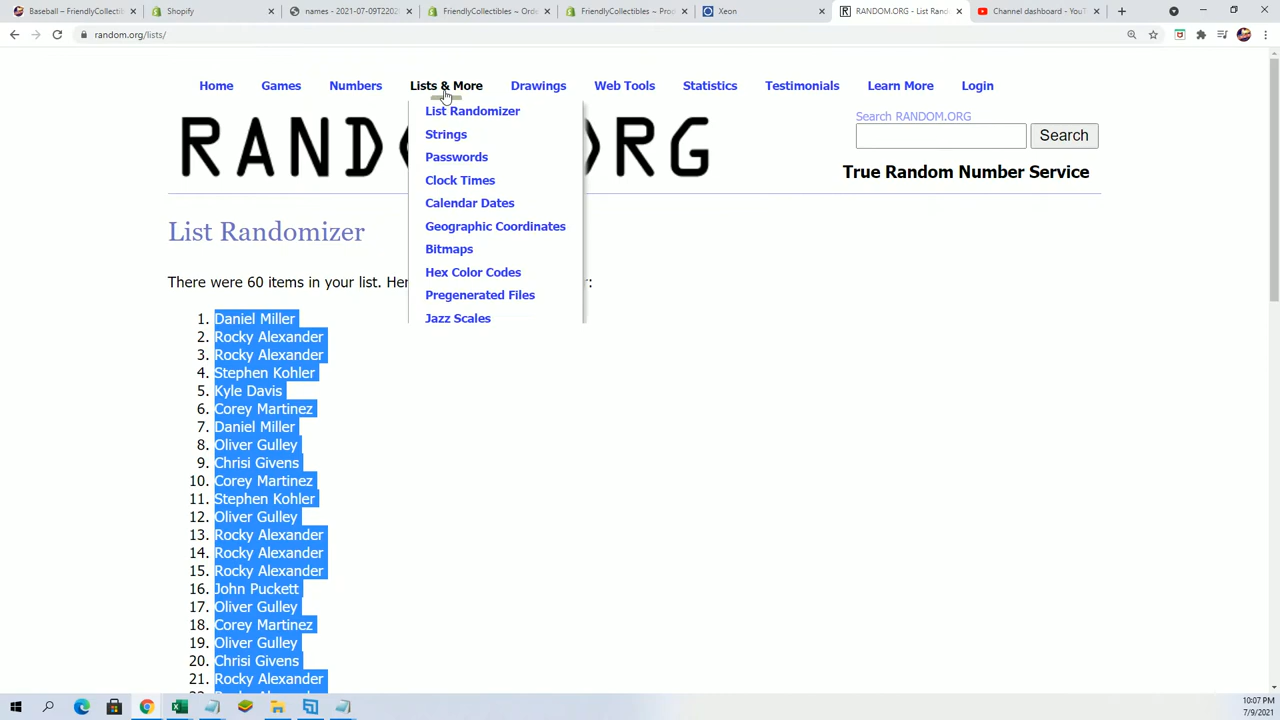 Baseball – FriendlyCollectibl
Shopify
names - 2021-07-09T2202
FriendlyCollectibles ~ Orde
FriendlyCollectibles ~ Prod
Xeon
RANDOM.ORG - List Rand
Channel dashboard - YouT
random.org/lists/
Home
Games
Numbers
Lists & More
Drawings
Web Tools
Statistics
Testimonials
Learn More
Login
List Randomizer
Strings
Passwords
Clock Times
Calendar Dates
Geographic Coordinates
Bitmaps
Hex Color Codes
Pregenerated Files
Jazz Scales
RAND ORG
Search RANDOM.ORG
Search
True Random Number Service
List Randomizer
There were 60 items in your list. Her r:
1. Daniel Miller
2. Rocky Alexander
3. Rocky Alexander
4. Stephen Kohler
5. Kyle Davis
6. Corey Martinez
7. Daniel Miller
8. Oliver Gulley
9. Chrisi Givens
10. Corey Martinez
11. Stephen Kohler
12. Oliver Gulley
13. Rocky Alexander
14. Rocky Alexander
15. Rocky Alexander
16. John Puckett
17. Oliver Gulley
18. Corey Martinez
19. Oliver Gulley
20. Chrisi Givens
21. Rocky Alexander
10:07 PM
7/9/2021